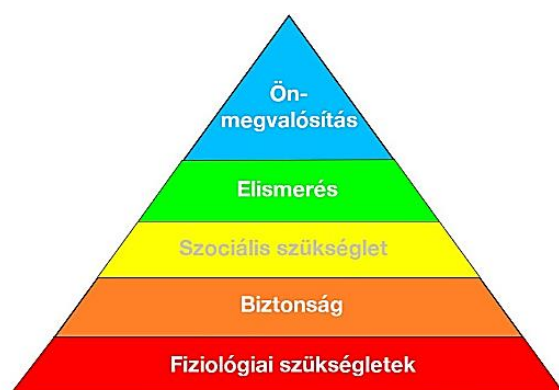 Ön-
megvalósítás
Elismerés
Szociális szükséglet
Biztonság
Fiziológiai szükségletek